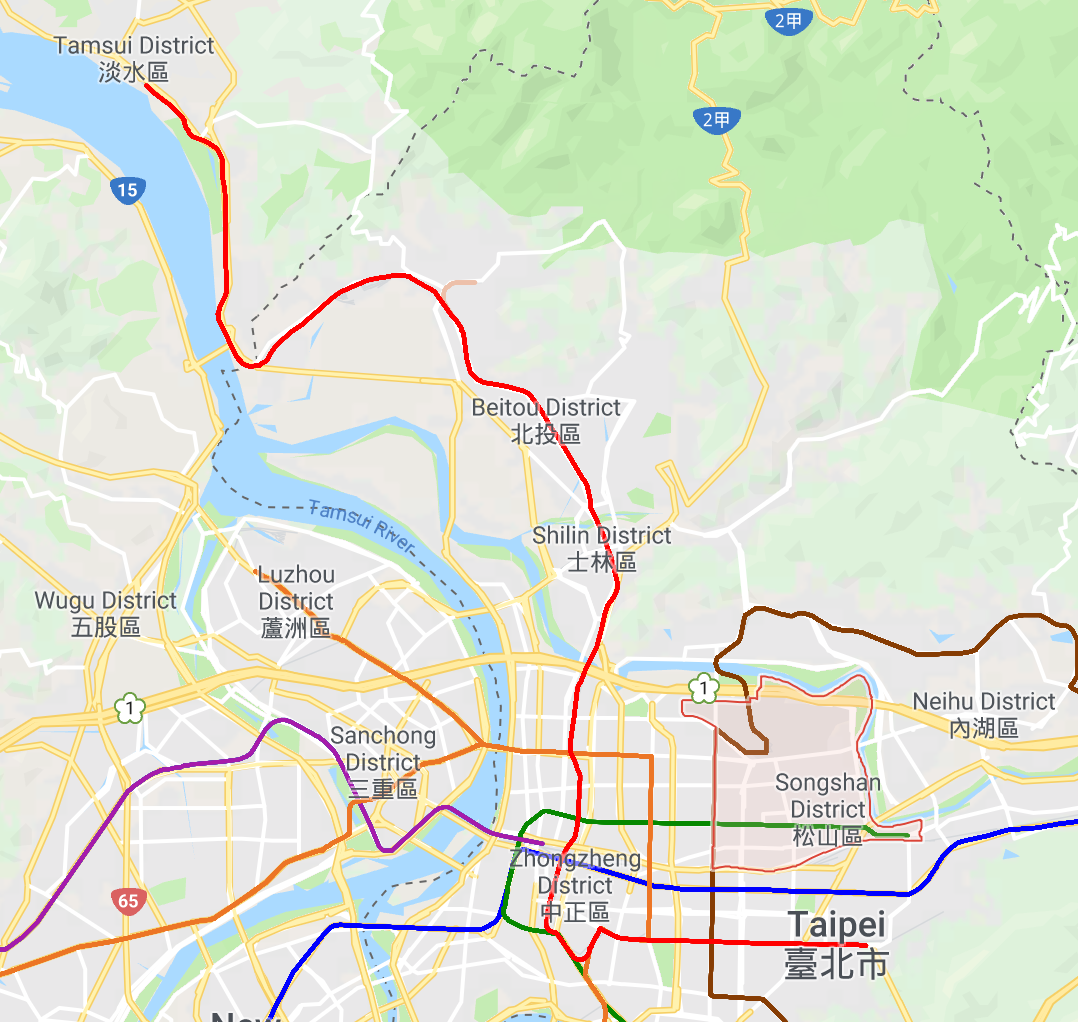 2甲
Tamsui District
淡水區
2甲
15
Beitou District
北投區
Tamsui River
Shilin District
士林區
Luzhou
District
蘆洲區
Wugu District
五股區
1
1
Neihu District
內湖區
Sanchong
District
三重區
Songshan
District
松山區
Zhongzheng
District
中正區
65
Taipei
臺北市
New